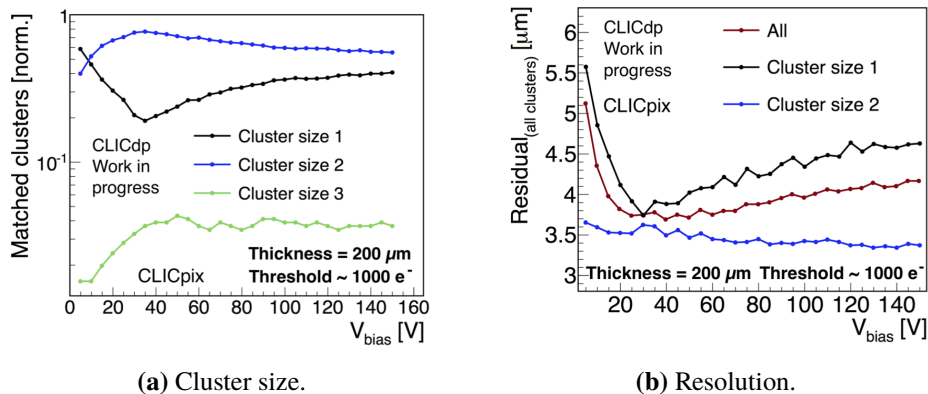 Matched clusters [norm.]
1
10⁻¹
CLICdp
Work in
progress
Cluster size 1
Cluster size 2
Cluster size 3
CLICpix
Thickness = 200 µm
Threshold ~ 1000 e⁻
0 20 40 60 80 100 120 140 160
V_bias [V]
(a) Cluster size.
Residual(all clusters) [µm]
6
5.5
5
4.5
4
3.5
3
CLICdp
Work in
progress
CLICpix
All
Cluster size 1
Cluster size 2
Thickness = 200 µm Threshold ~ 1000 e⁻
20 40 60 80 100 120 140
V_bias [V]
(b) Resolution.